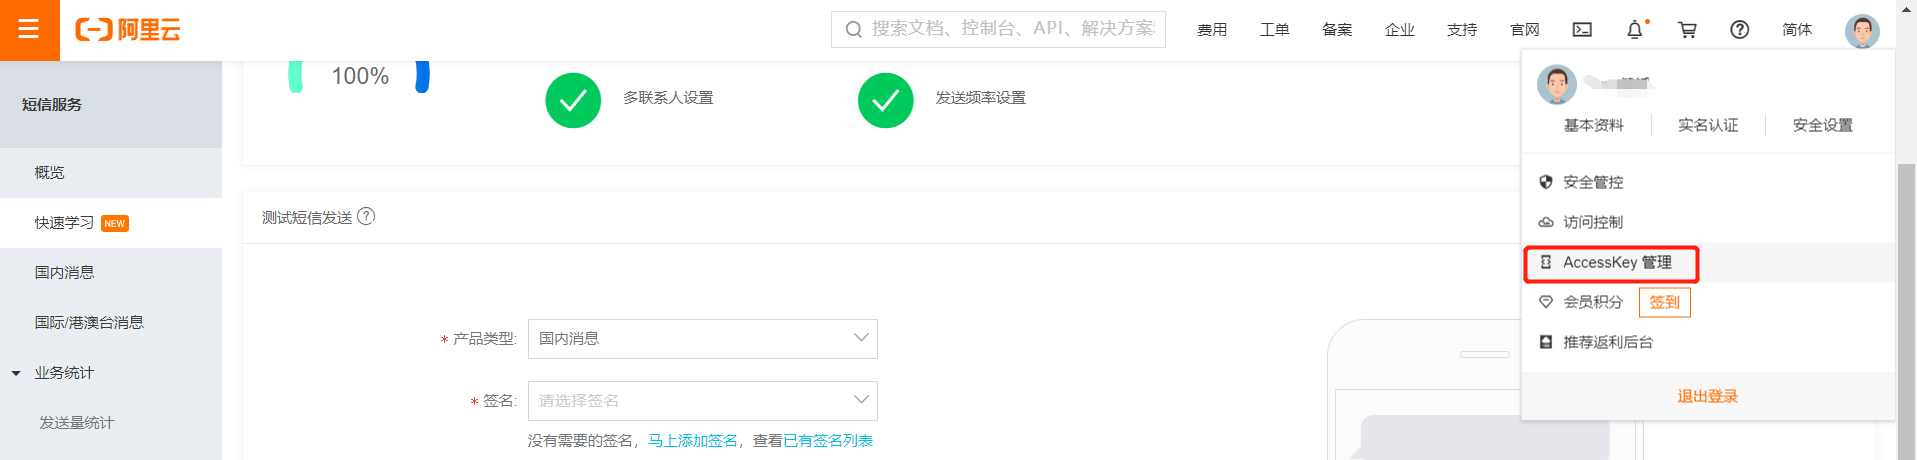 阿里云
搜索文档、控制台、API、解决方案
费用 工单 备案 企业 支持 官网 简体
短信服务
概览
快速学习 NEW
国内消息
国际/港澳台消息
业务统计
发送量统计
100%
多联系人设置
发送频率设置
测试短信发送
* 产品类型: 国内消息
* 签名: 请选择签名
没有需要的签名，马上添加签名，查看已有签名列表
基本资料 实名认证 安全设置
安全管控
访问控制
AccessKey 管理
会员积分 签到
推荐返利后台
退出登录